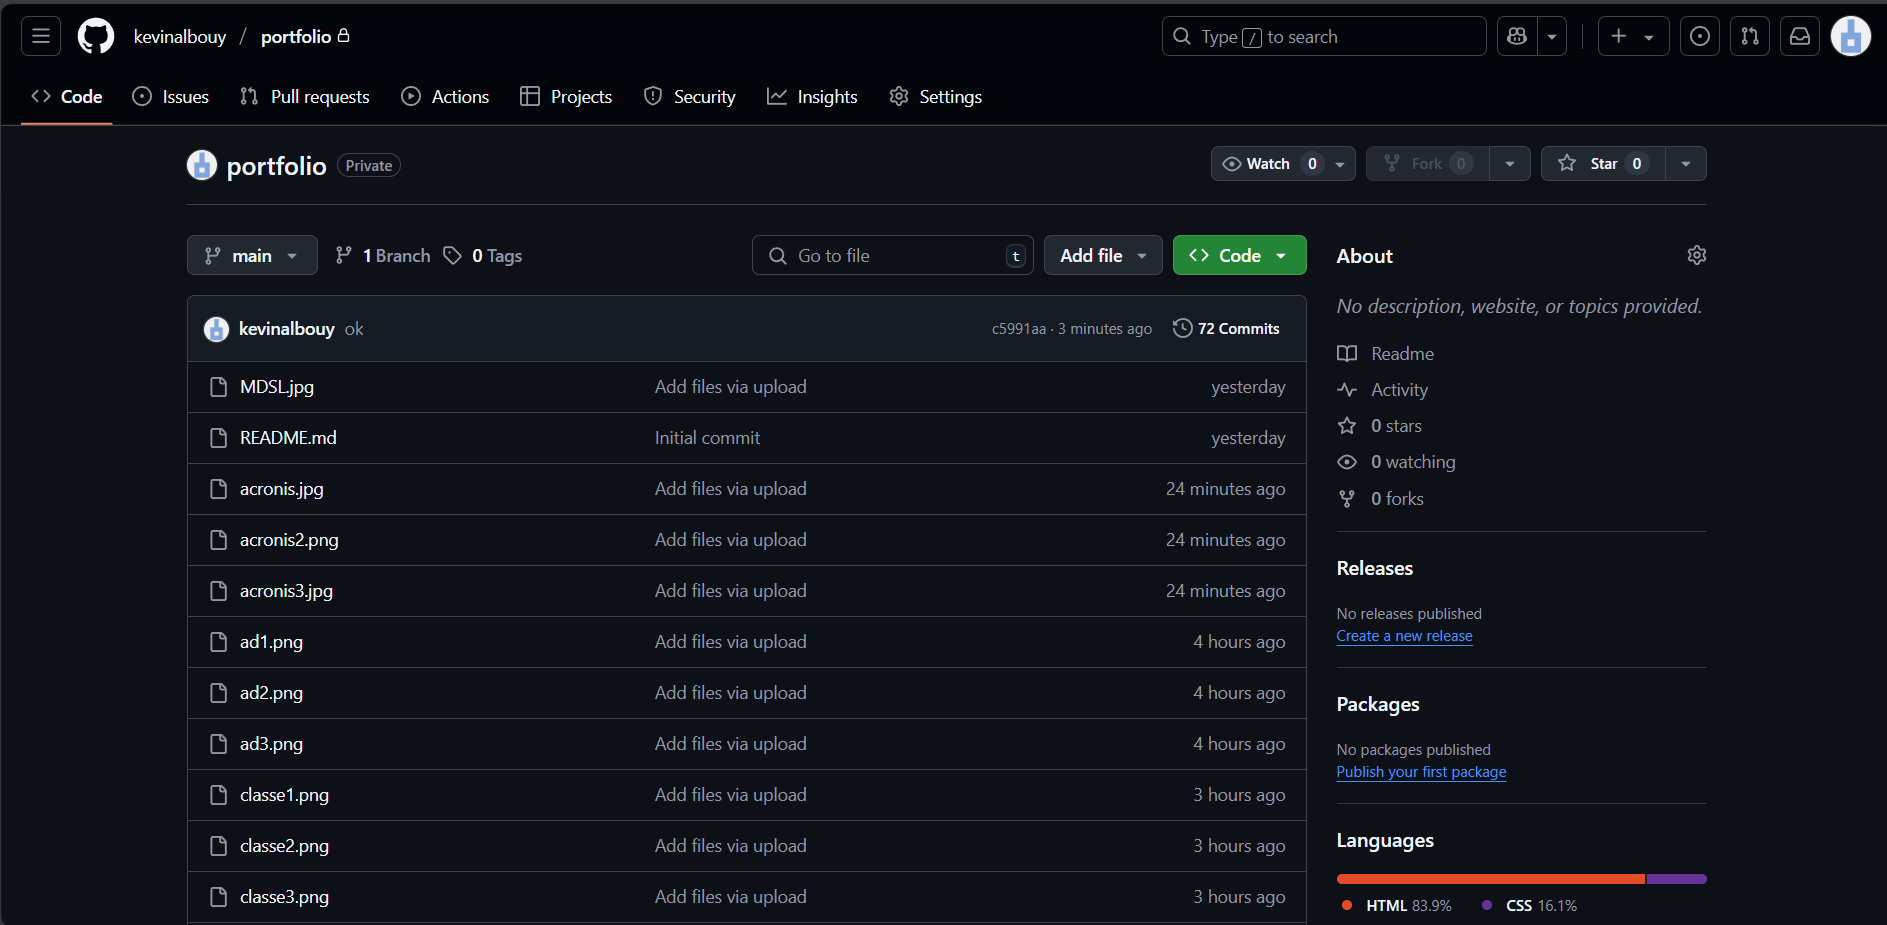 kevinalbouy / portfolio
Type / to search
Code Issues Pull requests Actions Projects Security Insights Settings
portfolio Private
Watch 0 Fork 0 Star 0
main 1 Branch 0 Tags
Go to file t Add file Code
kevinalbouy ok c5991aa · 3 minutes ago 72 Commits
MDSL.jpg Add files via upload yesterday
README.md Initial commit yesterday
acronis.jpg Add files via upload 24 minutes ago
acronis2.png Add files via upload 24 minutes ago
acronis3.jpg Add files via upload 24 minutes ago
ad1.png Add files via upload 4 hours ago
ad2.png Add files via upload 4 hours ago
ad3.png Add files via upload 4 hours ago
classe1.png Add files via upload 3 hours ago
classe2.png Add files via upload 3 hours ago
classe3.png Add files via upload 3 hours ago
About
No description, website, or topics provided.
Readme
Activity
0 stars
0 watching
0 forks
Releases
No releases published
Create a new release
Packages
No packages published
Publish your first package
Languages
HTML 83.9% CSS 16.1%